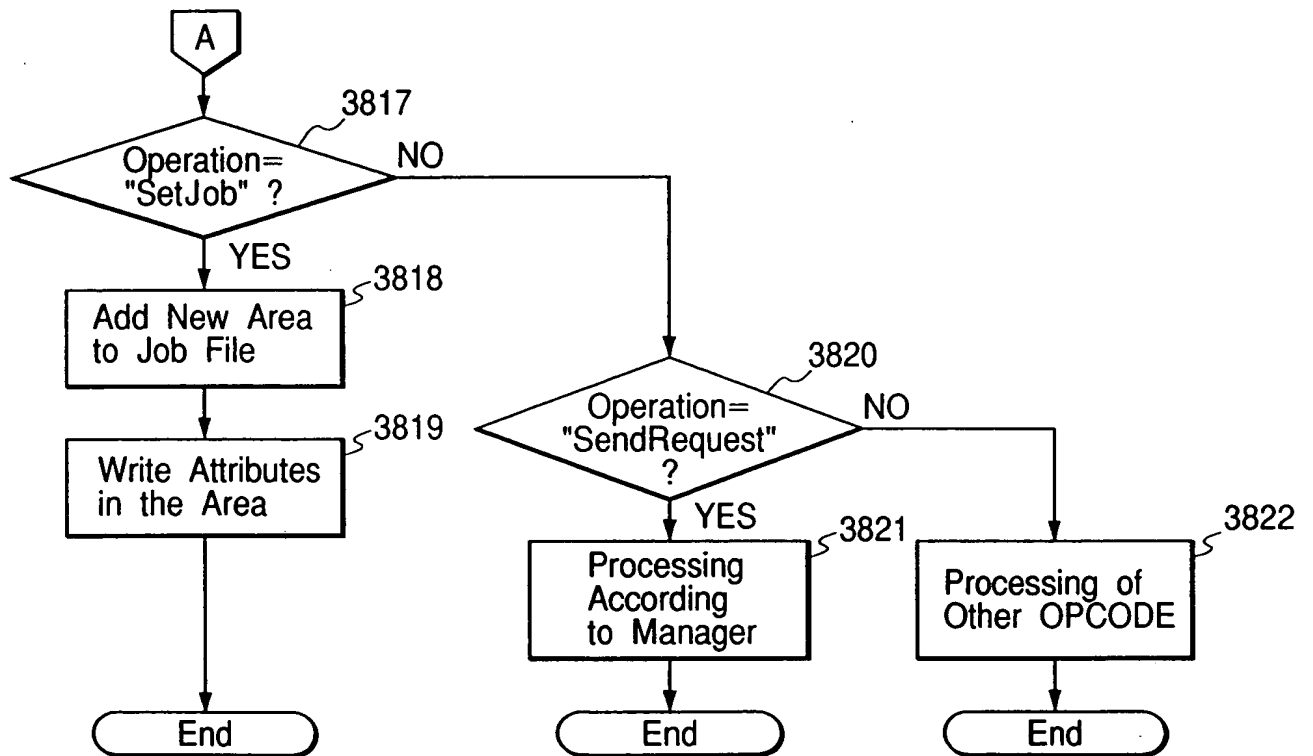 A
3817
Operation=
"SetJob" ?
NO
YES
3818
Add New Area
to Job File
3819
Write Attributes
in the Area
End
3820
Operation=
"SendRequest"
?
NO
YES
3821
Processing
According
to Manager
End
3822
Processing of
Other OPCODE
End